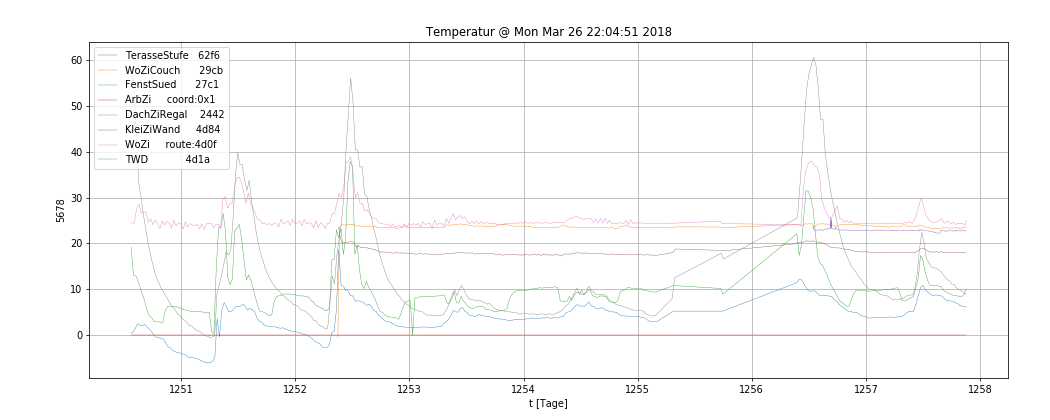 Temperatur @ Mon Mar 26 22:04:51 2018
TerasseStufe 62f6
WoZiCouch 29cb
FenstSued 27c1
ArbZi coord:0x1
DachZiRegal 2442
KleiZiWand 4d84
WoZi route:4d0f
TWD 4d1a
60
50
40
30
20
10
0
5678
1251 1252 1253 1254 1255 1256 1257 1258
t [Tage]